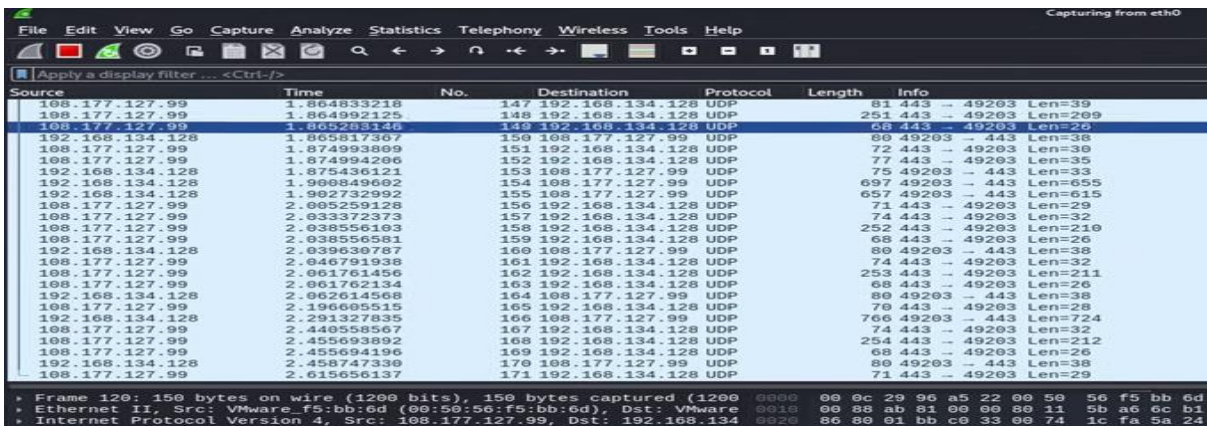 Capturing from eth0
File Edit View Go Capture Analyze Statistics Telephony Wireless Tools Help
Apply a display filter ... <Ctrl-/>
Source Time No. Destination Protocol Length Info
108.177.127.99 1.864833218 147 192.168.134.128 UDP 81 443 → 49203 Len=39
108.177.127.99 1.864992125 148 192.168.134.128 UDP 251 443 → 49203 Len=209
108.177.127.99 1.865283146 149 192.168.134.128 UDP 68 443 → 49203 Len=26
192.168.134.128 1.865817367 150 108.177.127.99 UDP 80 49203 → 443 Len=38
108.177.127.99 1.874993809 151 192.168.134.128 UDP 72 443 → 49203 Len=30
108.177.127.99 1.874994206 152 192.168.134.128 UDP 77 443 → 49203 Len=35
192.168.134.128 1.875436121 153 108.177.127.99 UDP 75 49203 → 443 Len=33
192.168.134.128 1.900849602 154 108.177.127.99 UDP 697 49203 → 443 Len=655
192.168.134.128 1.902732992 155 108.177.127.99 UDP 657 49203 → 443 Len=615
108.177.127.99 2.005259128 156 192.168.134.128 UDP 71 443 → 49203 Len=29
108.177.127.99 2.033372373 157 192.168.134.128 UDP 74 443 → 49203 Len=32
108.177.127.99 2.038556103 158 192.168.134.128 UDP 252 443 → 49203 Len=210
108.177.127.99 2.038556581 159 192.168.134.128 UDP 68 443 → 49203 Len=26
192.168.134.128 2.039630787 160 108.177.127.99 UDP 80 49203 → 443 Len=38
108.177.127.99 2.046791938 161 192.168.134.128 UDP 74 443 → 49203 Len=32
108.177.127.99 2.061761456 162 192.168.134.128 UDP 253 443 → 49203 Len=211
108.177.127.99 2.061762134 163 192.168.134.128 UDP 68 443 → 49203 Len=26
192.168.134.128 2.062614568 164 108.177.127.99 UDP 80 49203 → 443 Len=38
108.177.127.99 2.196605515 165 192.168.134.128 UDP 70 443 → 49203 Len=28
192.168.134.128 2.291327835 166 108.177.127.99 UDP 766 49203 → 443 Len=724
108.177.127.99 2.440558567 167 192.168.134.128 UDP 74 443 → 49203 Len=32
108.177.127.99 2.455693892 168 192.168.134.128 UDP 254 443 → 49203 Len=212
108.177.127.99 2.455694196 169 192.168.134.128 UDP 68 443 → 49203 Len=26
192.168.134.128 2.458747330 170 108.177.127.99 UDP 80 49203 → 443 Len=38
108.177.127.99 2.615656137 171 192.168.134.128 UDP 71 443 → 49203 Len=29
Frame 120: 150 bytes on wire (1200 bits), 150 bytes captured (1200 0000 00 0c 29 96 a5 22 00 50 56 f5 bb 6d
Ethernet II, Src: VMware_f5:bb:6d (00:50:56:f5:bb:6d), Dst: VMware 0010 00 88 ab 81 00 00 80 11 5b a6 6c b1
Internet Protocol Version 4, Src: 108.177.127.99, Dst: 192.168.134 0020 86 80 01 bb c0 33 00 74 1c fa 5a 24